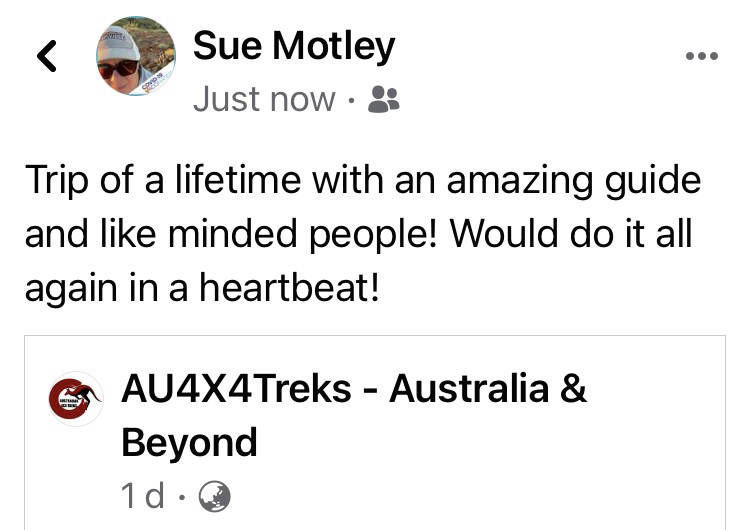 Sue Motley
Just now ·
Trip of a lifetime with an amazing guide
and like minded people! Would do it all
again in a heartbeat!
AU4X4Treks - Australia &
Beyond
1 d ·